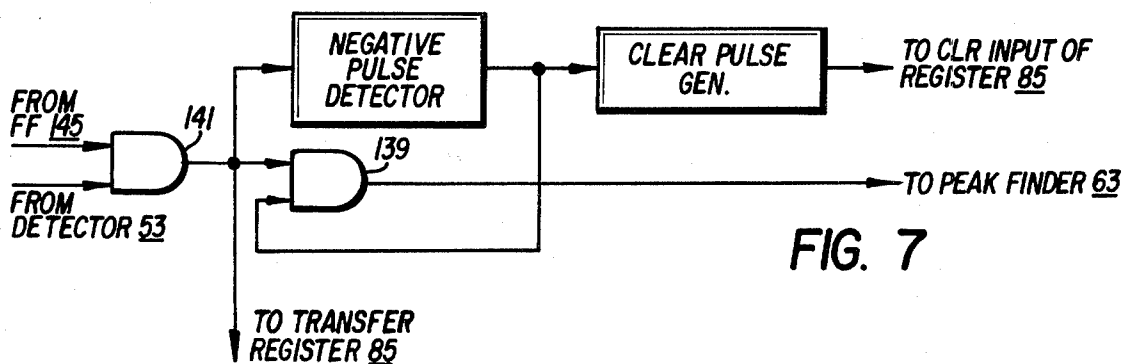 NEGATIVE
PULSE
DETECTOR
CLEAR PULSE
GEN.
TO CLR INPUT OF
REGISTER 85
FROM
FF 145
141
139
FROM
DETECTOR 53
TO PEAK FINDER 63
FIG. 7
TO TRANSFER
REGISTER 85